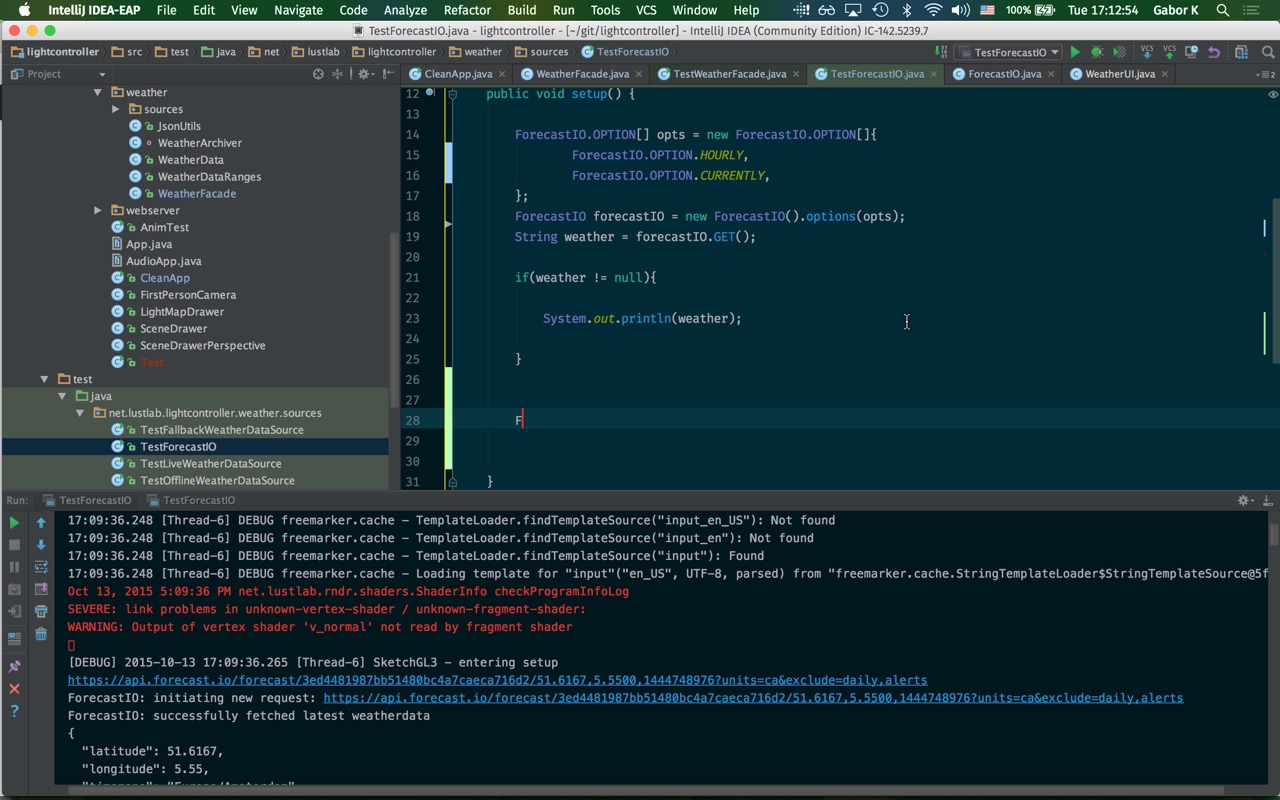 IntelliJ IDEA-EAP File Edit View Navigate Code Analyze Refactor Build Run Tools VCS Window Help 100% Tue 17:12:54 Gabor K
TestForecastIO.java - lightcontroller - [~/git/lightcontroller] - IntelliJ IDEA (Community Edition) IC-142.5239.7
lightcontroller src test java net lustlab lightcontroller weather sources TestForecastIO TestForecastIO VCS VCS
Project
CleanApp.java WeatherFacade.java TestWeatherFacade.java TestForecastIO.java ForecastIO.java WeatherUI.java 2
weather
sources
JsonUtils
WeatherArchiver
WeatherData
WeatherDataRanges
WeatherFacade
webserver
AnimTest
App.java
AudioApp.java
CleanApp
FirstPersonCamera
LightMapDrawer
SceneDrawer
SceneDrawerPerspective
Test
test
java
net.lustlab.lightcontroller.weather.sources
TestFallbackWeatherDataSource
TestForecastIO
TestLiveWeatherDataSource
TestOfflineWeatherDataSource
12 public void setup() {
13
14 ForecastIO.OPTION[] opts = new ForecastIO.OPTION[]{
15 ForecastIO.OPTION.HOURLY,
16 ForecastIO.OPTION.CURRENTLY,
17 };
18 ForecastIO forecastIO = new ForecastIO().options(opts);
19 String weather = forecastIO.GET();
20
21 if(weather != null){
22
23 System.out.println(weather);
24
25 }
26
27
28 F
29
30
31 }
Run: TestForecastIO TestForecastIO
17:09:36.248 [Thread-6] DEBUG freemarker.cache - TemplateLoader.findTemplateSource("input_en_US"): Not found
17:09:36.248 [Thread-6] DEBUG freemarker.cache - TemplateLoader.findTemplateSource("input_en"): Not found
17:09:36.248 [Thread-6] DEBUG freemarker.cache - TemplateLoader.findTemplateSource("input"): Found
17:09:36.248 [Thread-6] DEBUG freemarker.cache - Loading template for "input"("en_US", UTF-8, parsed) from "freemarker.cache.StringTemplateLoader$StringTemplateSource@5f
Oct 13, 2015 5:09:36 PM net.lustlab.rndr.shaders.ShaderInfo checkProgramInfoLog
SEVERE: link problems in unknown-vertex-shader / unknown-fragment-shader:
WARNING: Output of vertex shader 'v_normal' not read by fragment shader
[DEBUG] 2015-10-13 17:09:36.265 [Thread-6] SketchGL3 - entering setup
https://api.forecast.io/forecast/3ed4481987bb51480bc4a7caeca716d2/51.6167,5.5500,1444748976?units=ca&exclude=daily,alerts
ForecastIO: initiating new request: https://api.forecast.io/forecast/3ed4481987bb51480bc4a7caeca716d2/51.6167,5.5500,1444748976?units=ca&exclude=daily,alerts
ForecastIO: successfully fetched latest weatherdata
{
"latitude": 51.6167,
"longitude": 5.55,
"timezone": "Europe/Amsterdam"